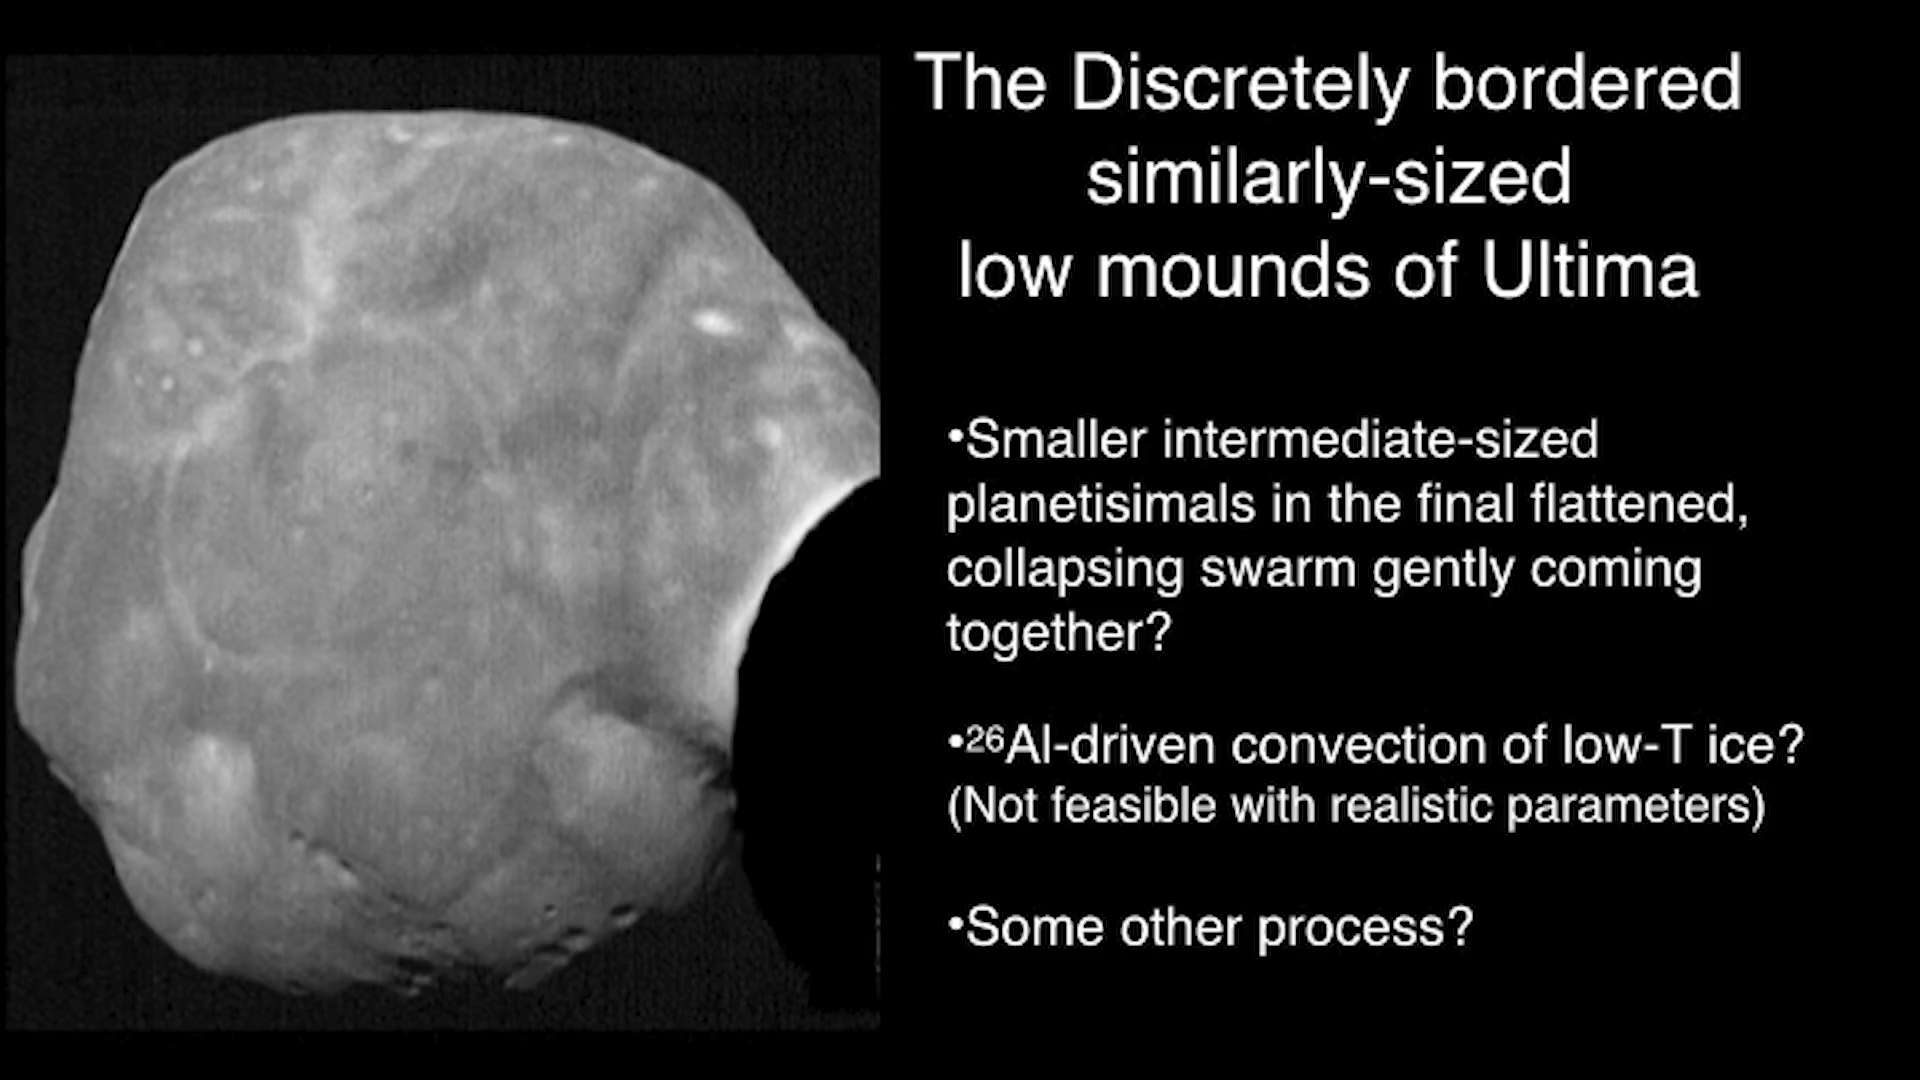 The Discretely bordered
similarly-sized
low mounds of Ultima
•Smaller intermediate-sized
planetisimals in the final flattened,
collapsing swarm gently coming
together?
•²⁶Al-driven convection of low-T ice?
(Not feasible with realistic parameters)
•Some other process?